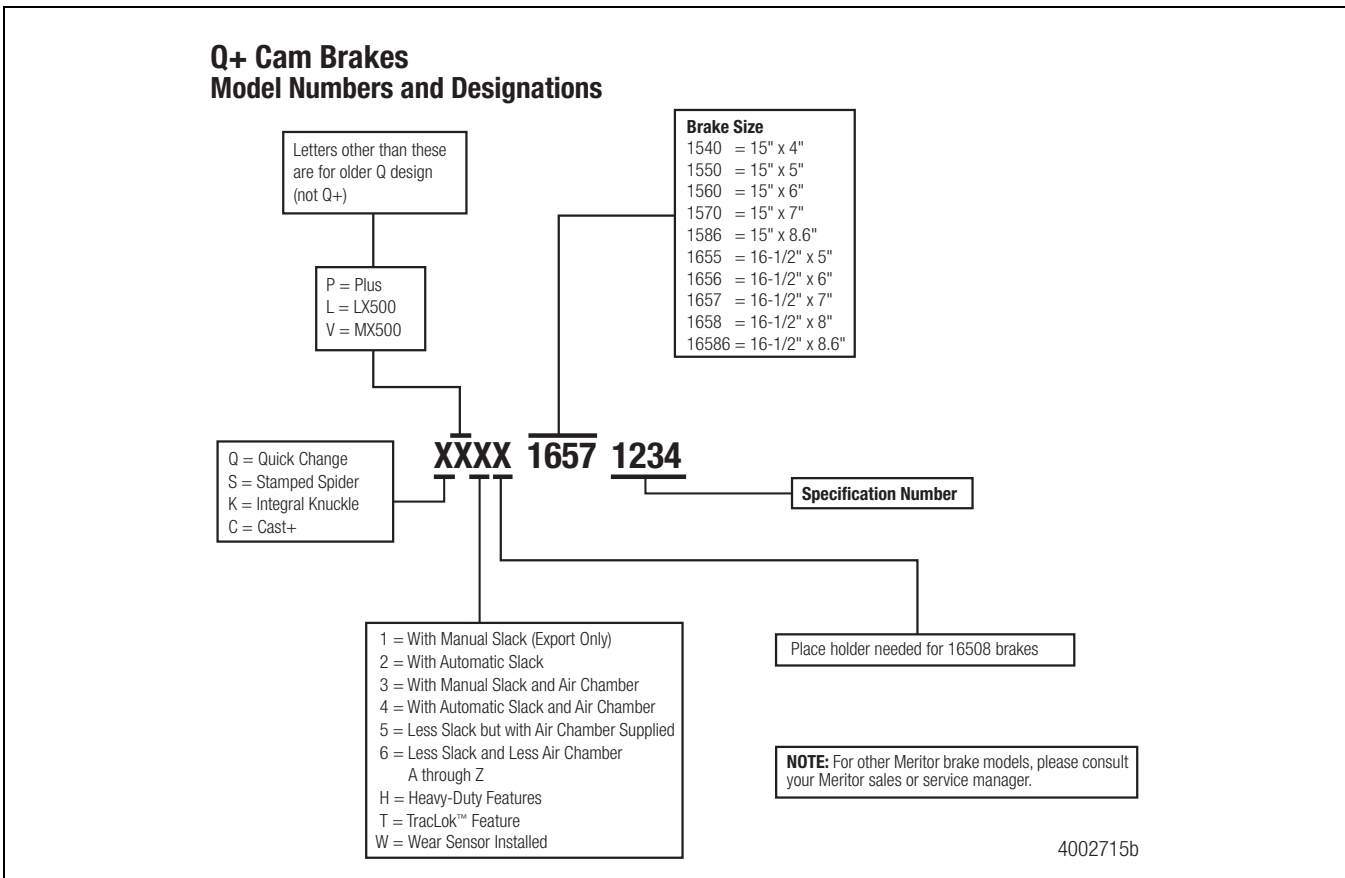 Q+ Cam Brakes
Model Numbers and Designations
Letters other than these
are for older Q design
(not Q+)
P = Plus
L = LX500
V = MX500
Brake Size
1540 = 15" x 4"
1550 = 15" x 5"
1560 = 15" x 6"
1570 = 15" x 7"
1586 = 15" x 8.6"
1655 = 16-1/2" x 5"
1656 = 16-1/2" x 6"
1657 = 16-1/2" x 7"
1658 = 16-1/2" x 8"
16586 = 16-1/2" x 8.6"
XXXX 1657 1234
Q = Quick Change
S = Stamped Spider
K = Integral Knuckle
C = Cast+
Specification Number
1 = With Manual Slack (Export Only)
2 = With Automatic Slack
3 = With Manual Slack and Air Chamber
4 = With Automatic Slack and Air Chamber
5 = Less Slack but with Air Chamber Supplied
6 = Less Slack and Less Air Chamber
A through Z
H = Heavy-Duty Features
T = TracLok™ Feature
W = Wear Sensor Installed
Place holder needed for 16508 brakes
NOTE: For other Meritor brake models, please consult
your Meritor sales or service manager.
4002715b